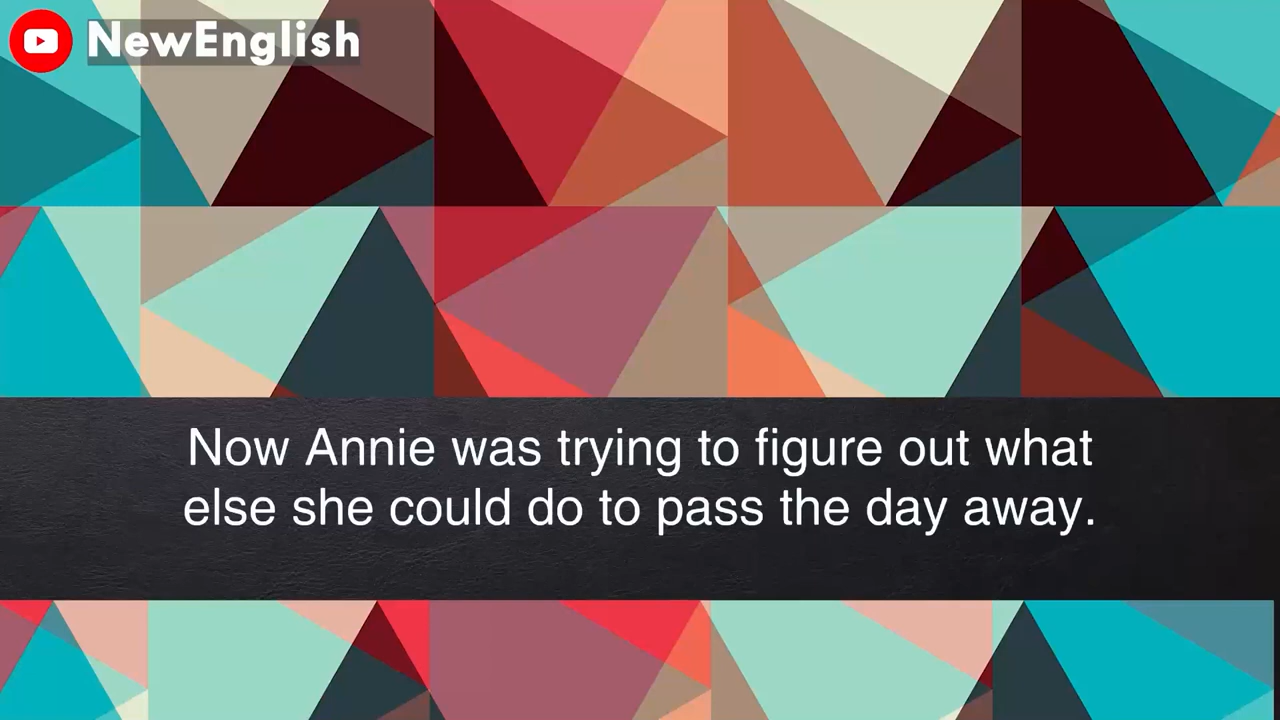 NewEnglish
Now Annie was trying to figure out what
else she could do to pass the day away.